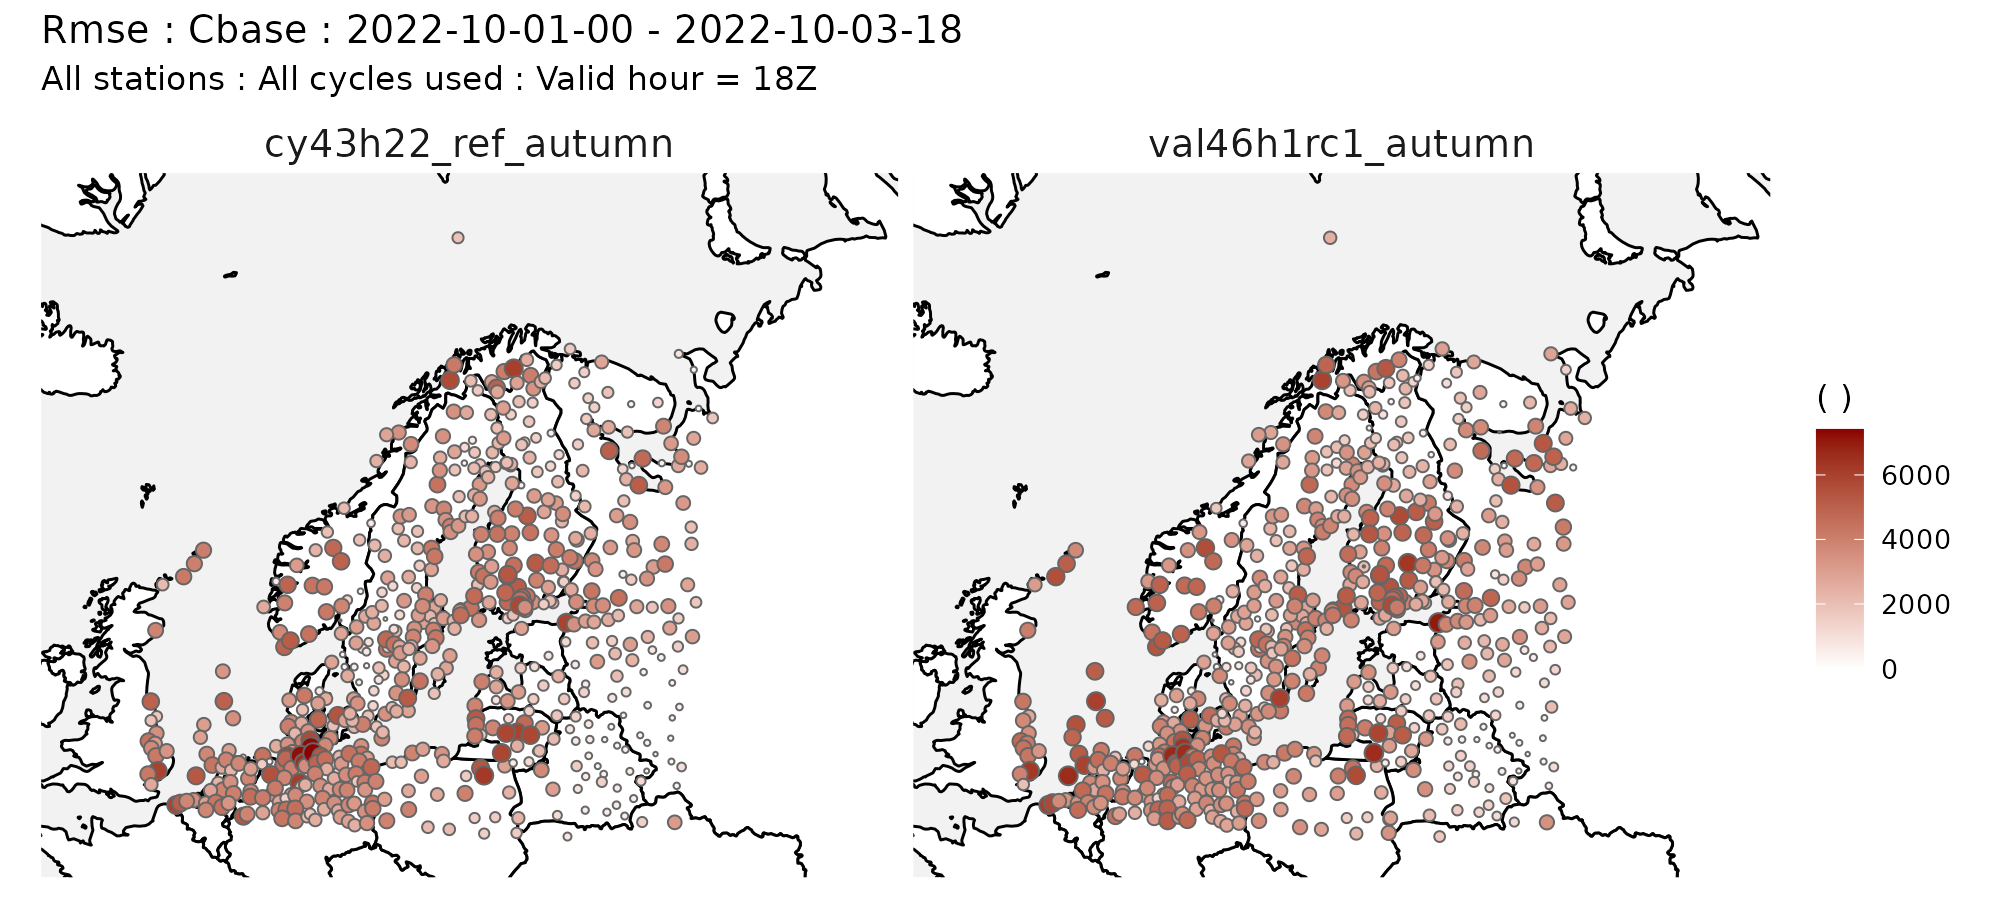 Rmse : Cbase : 2022-10-01-00 - 2022-10-03-18
All stations : All cycles used : Valid hour = 18Z
cy43h22_ref_autumn
val46h1rc1_autumn
( )
6000
4000
2000
0